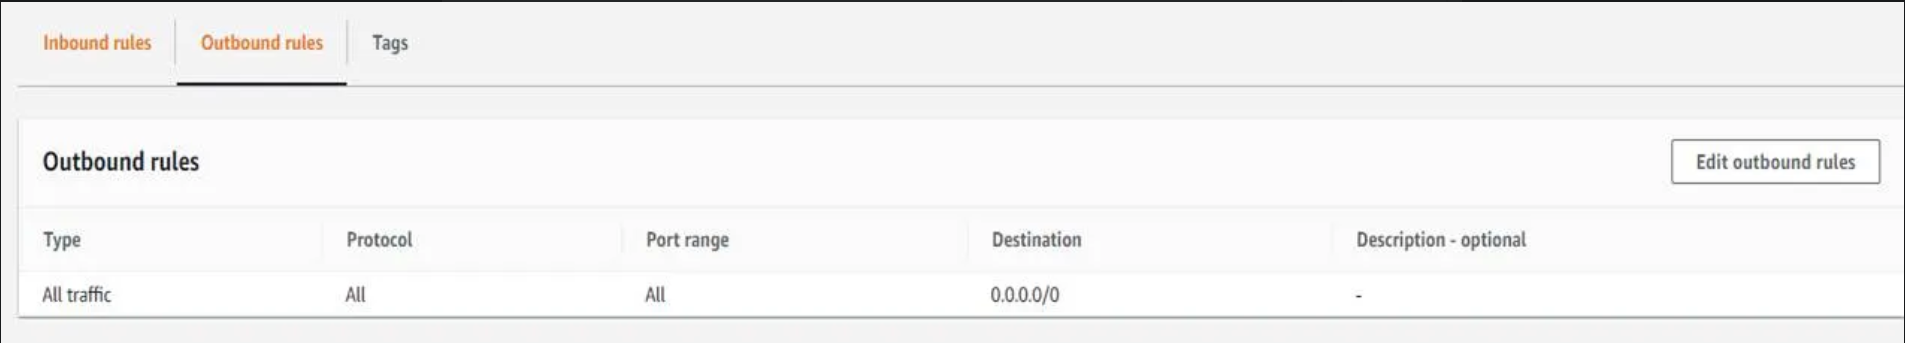 Inbound rules Outbound rules Tags
Outbound rules Edit outbound rules
Type Protocol Port range Destination Description - optional
All traffic All All 0.0.0.0/0 -